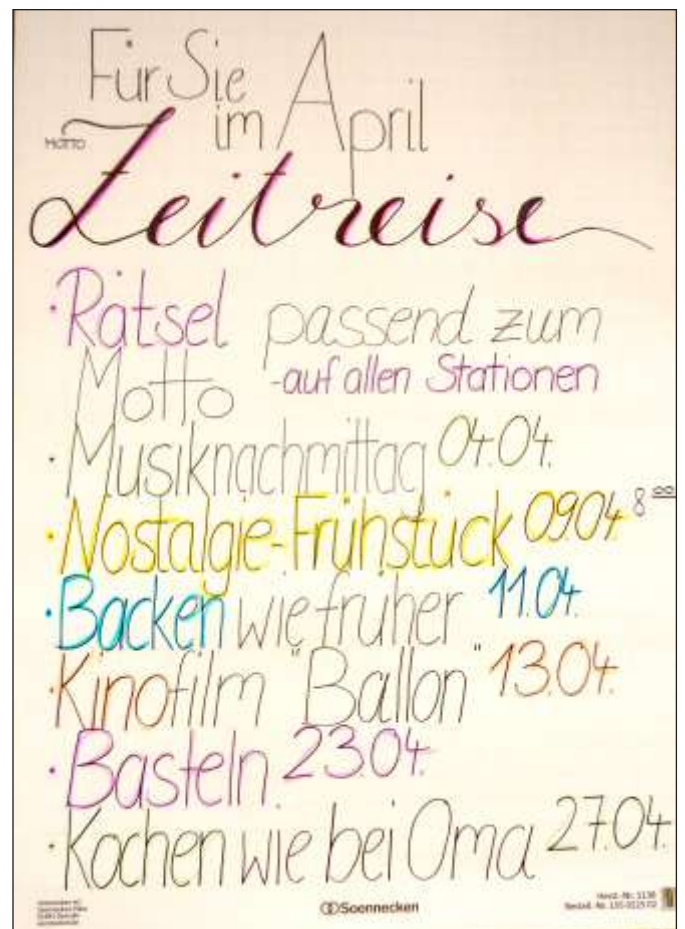 Für Sie
im April
MOTTO
Zeitreise
· Rätsel passend zum
Motto -auf allen Stationen
· Musiknachmittag 04.04.
· Nostalgie-Frühstück 09.04. 8 00
· Backen wie früher 11.04.
· Kinofilm "Ballon" 13.04.
· Basteln 23.04.
· Kochen wie bei Oma 27.04.
Soennecken